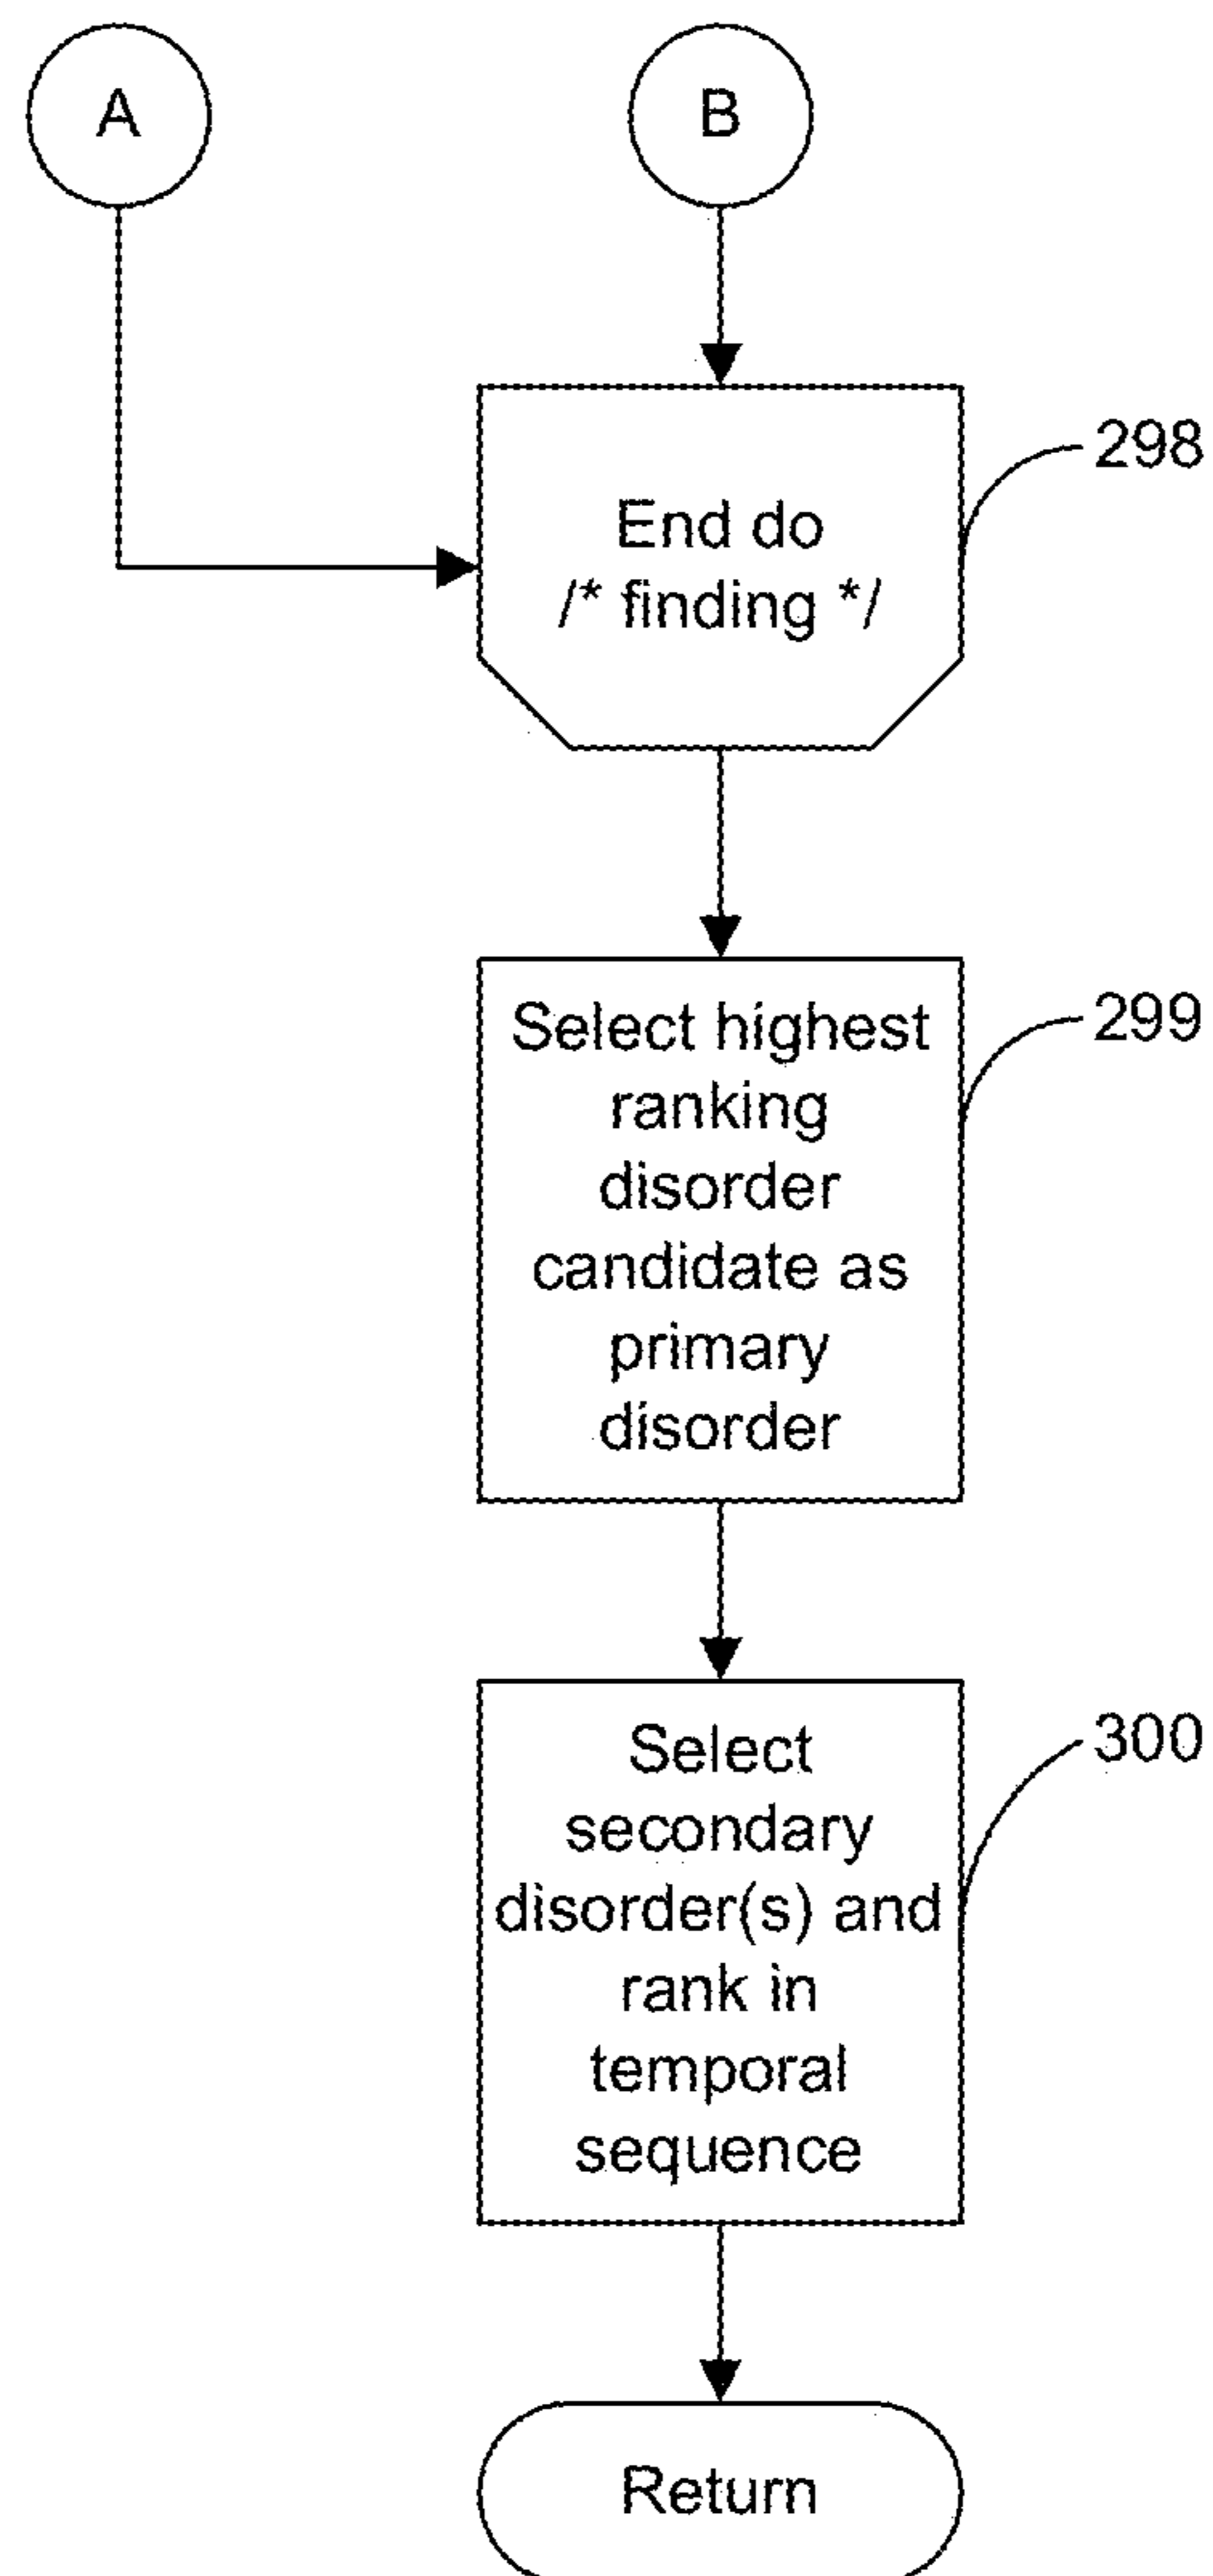 A
B
End do
/* finding */
298
Select highest
ranking
disorder
candidate as
primary
disorder
299
Select
secondary
disorder(s) and
rank in
temporal
sequence
300
Return